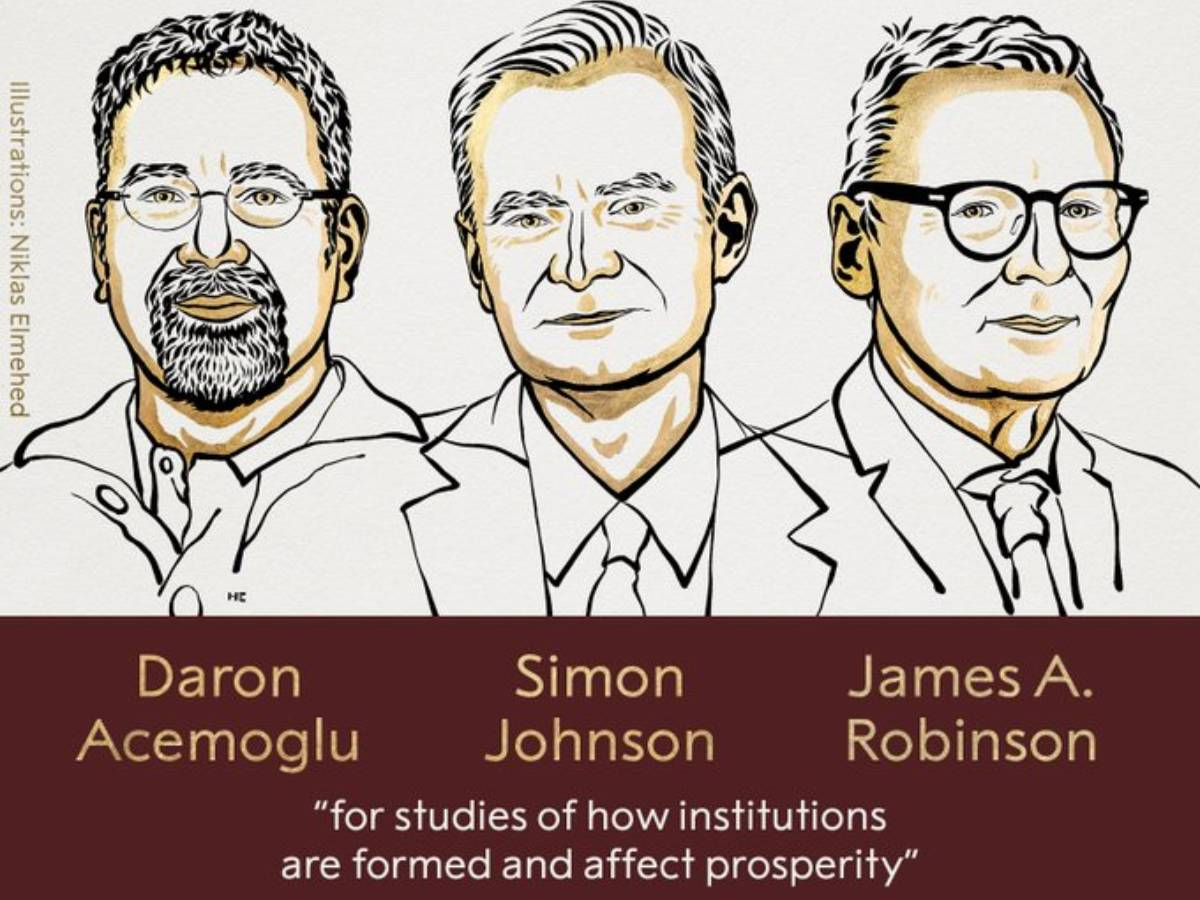 Illustrations: Niklas Elmehed
Daron
Acemoglu
Simon
Johnson
James A.
Robinson
”for studies of how institutions
are formed and affect prosperity”